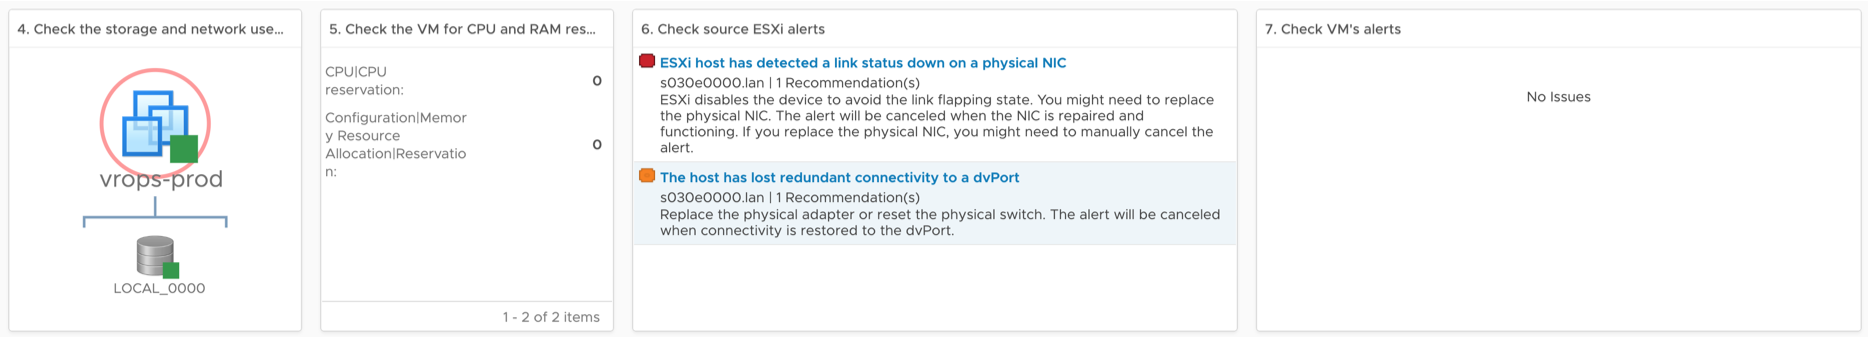 4. Check the storage and network use...
vrops-prod
LOCAL_0000
5. Check the VM for CPU and RAM res...
CPU|CPU
reservation:
0
Configuration|Memor
y Resource
Allocation|Reservatio
n:
0
1 - 2 of 2 items
6. Check source ESXi alerts
ESXi host has detected a link status down on a physical NIC
s030e0000.lan | 1 Recommendation(s)
ESXi disables the device to avoid the link flapping state. You might need to replace
the physical NIC. The alert will be canceled when the NIC is repaired and
functioning. If you replace the physical NIC, you might need to manually cancel the
alert.
The host has lost redundant connectivity to a dvPort
s030e0000.lan | 1 Recommendation(s)
Replace the physical adapter or reset the physical switch. The alert will be canceled
when connectivity is restored to the dvPort.
7. Check VM's alerts
No Issues